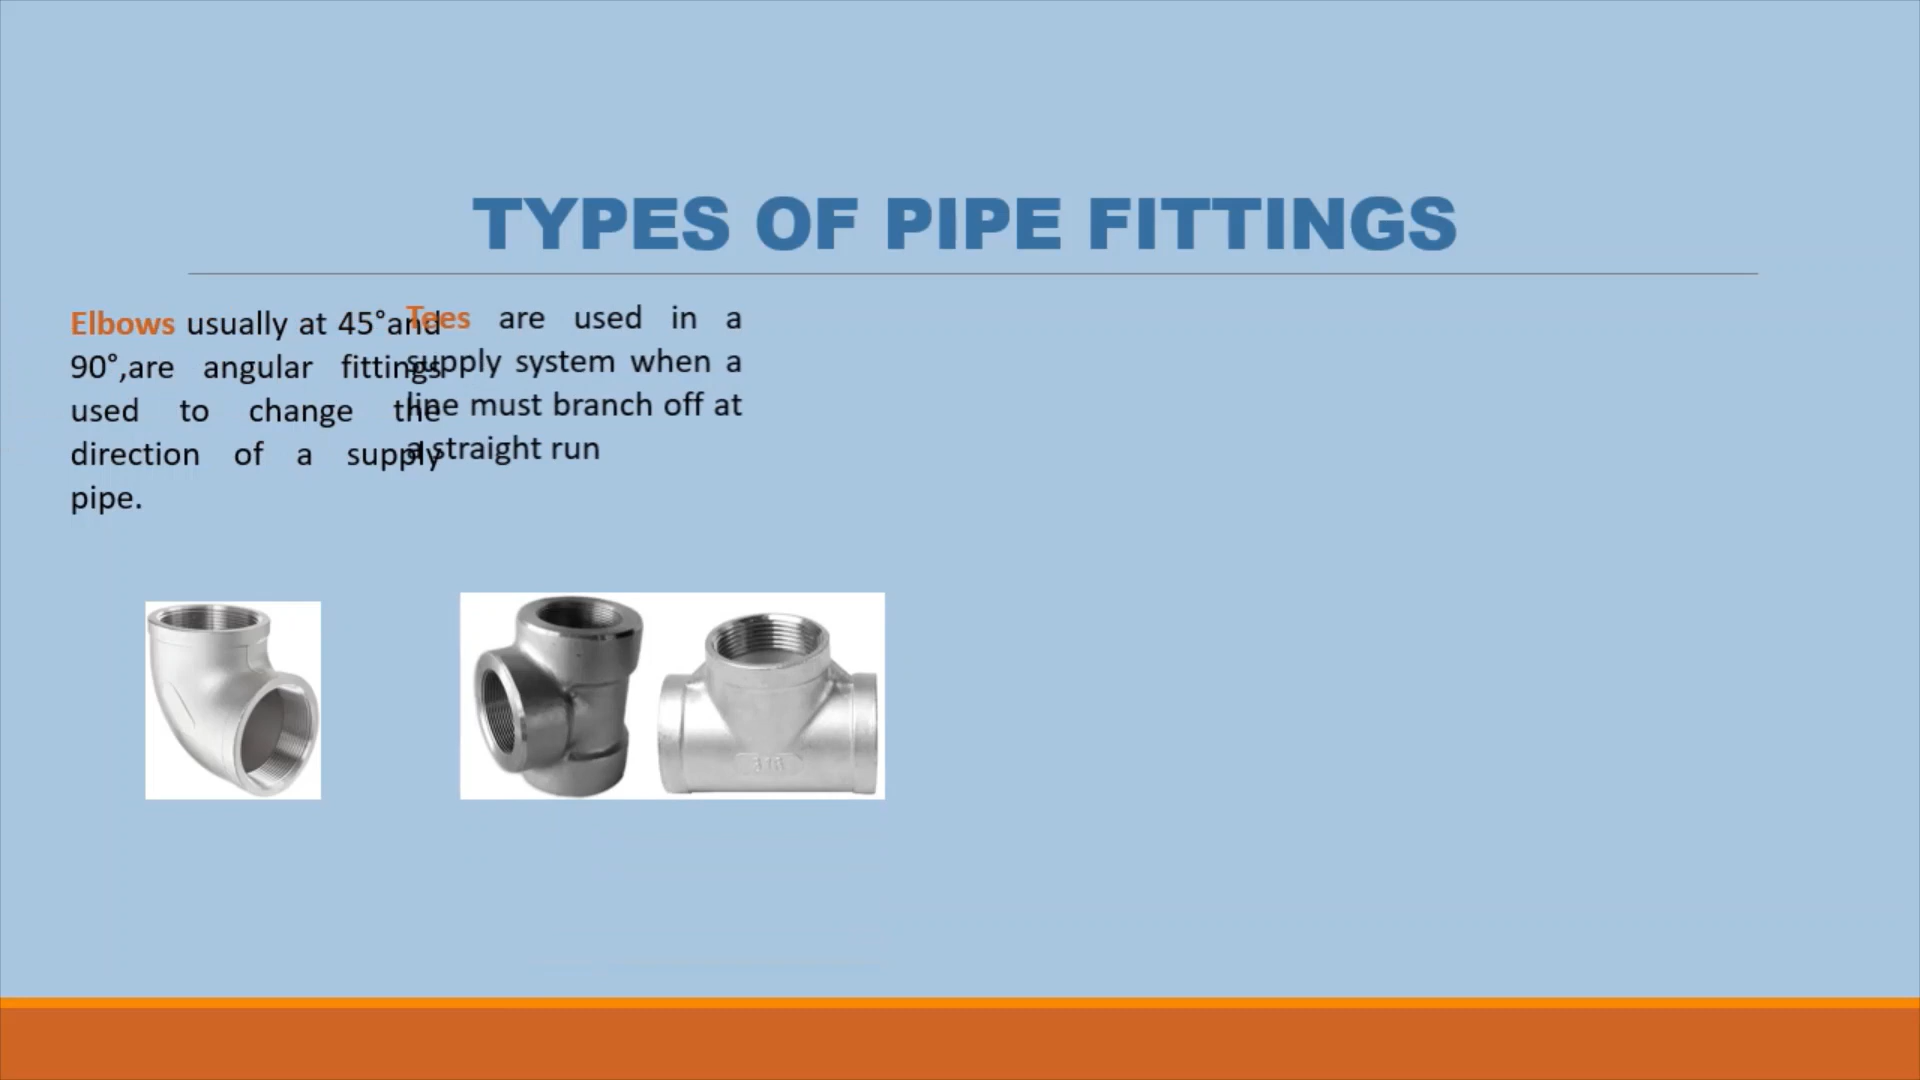 TYPES OF PIPE FITTINGS
Elbows usually at 45°and
90°,are angular fittings
used to change the
direction of a supply
pipe.
Tees are used in a
supply system when a
line must branch off at
a straight run
316